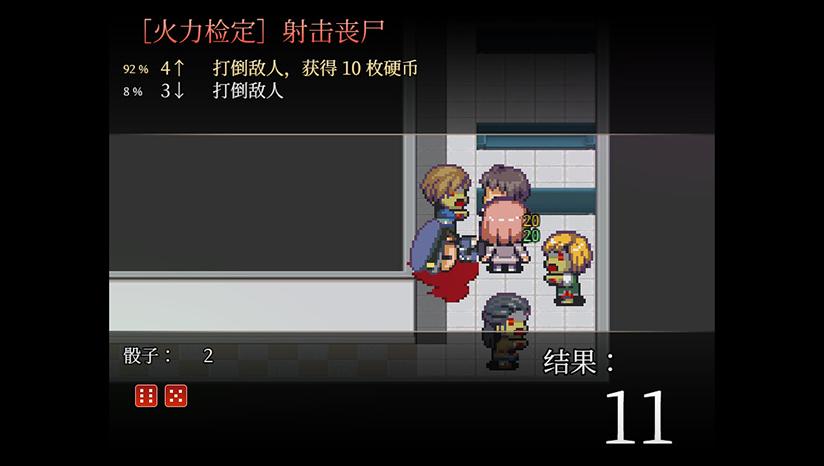 ［火力检定］射击丧尸
92 % 4↑ 打倒敌人，获得 10 枚硬币
8 % 3↓ 打倒敌人
20
20
骰子： 2
结果：
11